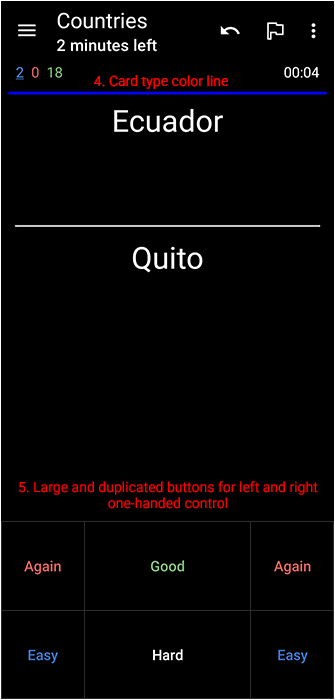 Countries
2 minutes left
2 0 18
00:04
4. Card type color line
Ecuador
Quito
5. Large and duplicated buttons for left and right
one-handed control
Again Good Again
Easy Hard Easy